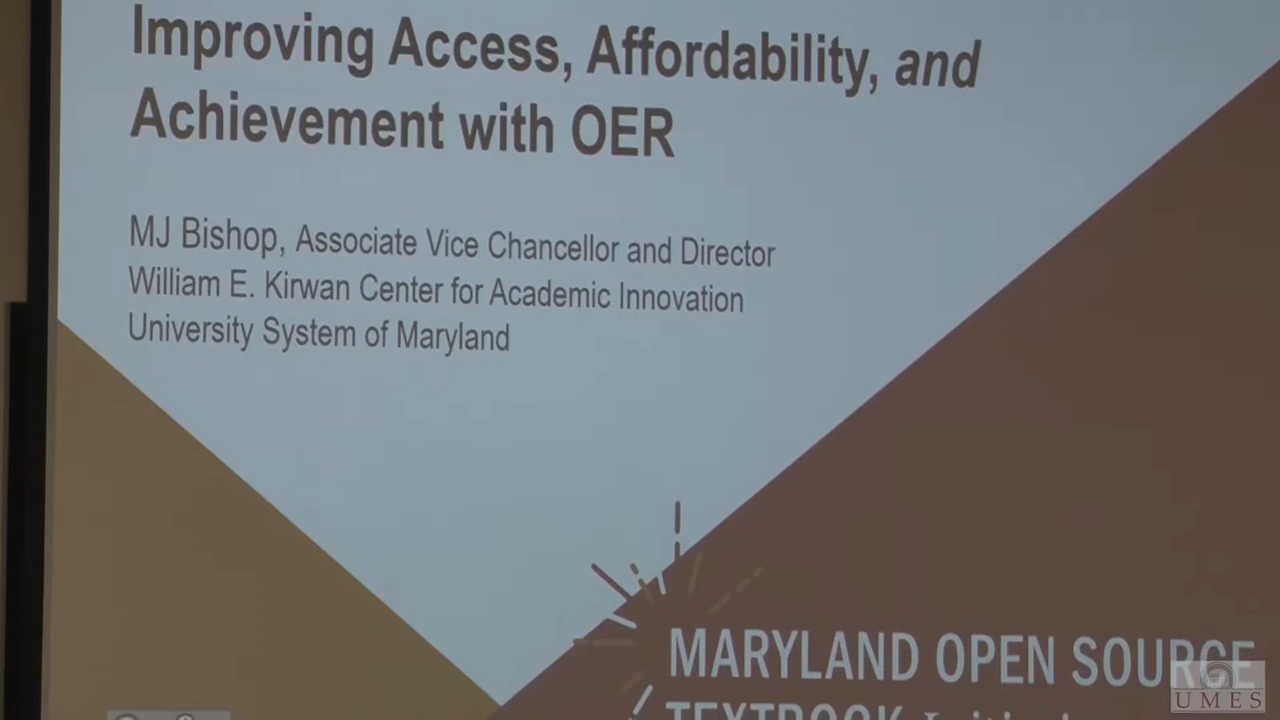 Improving Access, Affordability, and
Achievement with OER
MJ Bishop, Associate Vice Chancellor and Director
William E. Kirwan Center for Academic Innovation
University System of Maryland
MARYLAND OPEN SOURCE
TEXTBOOK Initiative
UMES